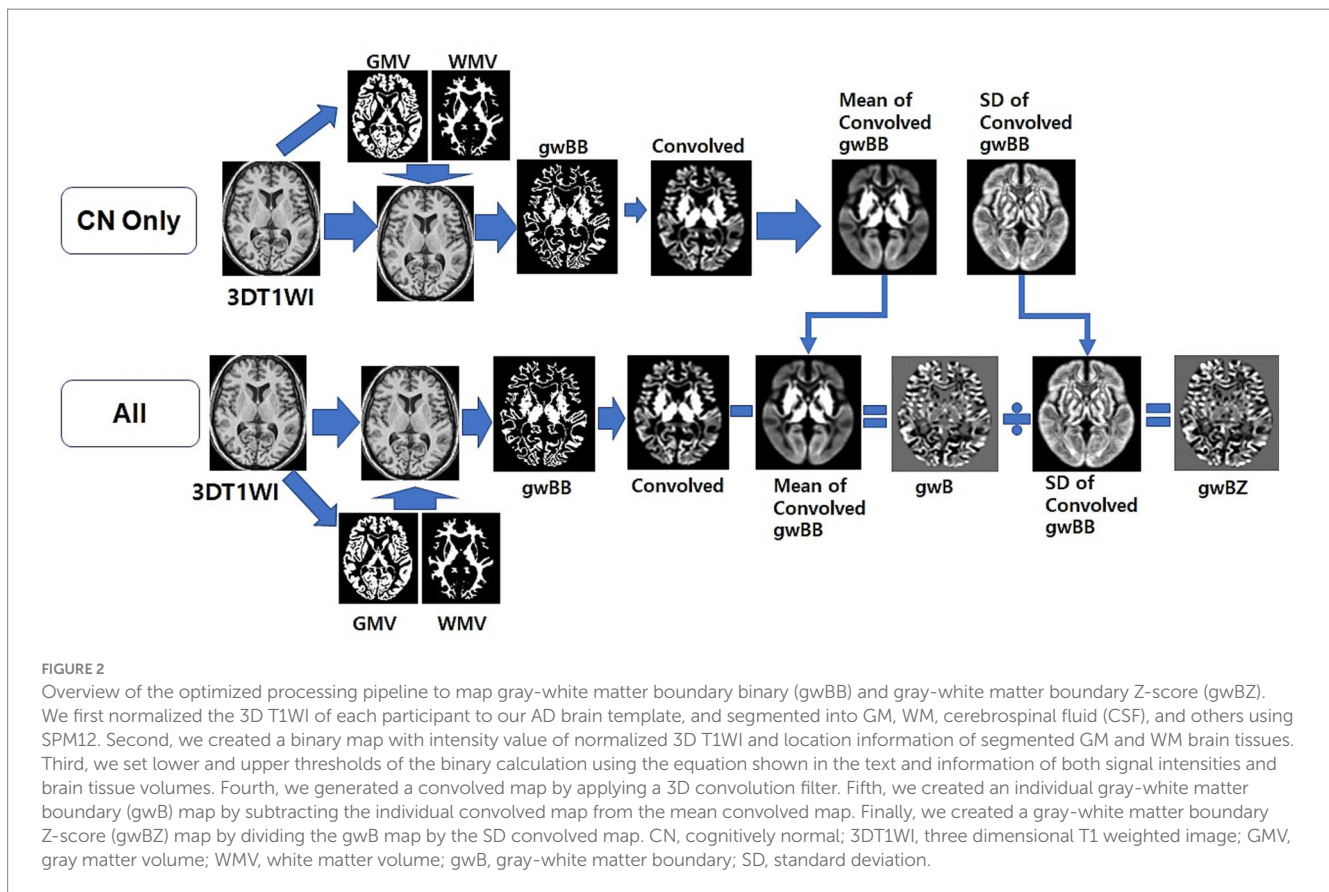 GMV WMV
Mean of
Convolved
gwBB
SD of
Convolved
gwBB
gwBB
Convolved
CN Only
3DT1WI
All
3DT1WI
gwBB
Convolved
Mean of
Convolved
gwBB
gwB
SD of
Convolved
gwBB
gwBZ
GMV WMV
FIGURE 2
Overview of the optimized processing pipeline to map gray-white matter boundary binary (gwBB) and gray-white matter boundary Z-score (gwBZ).
We first normalized the 3D T1WI of each participant to our AD brain template, and segmented into GM, WM, cerebrospinal fluid (CSF), and others using
SPM12. Second, we created a binary map with intensity value of normalized 3D T1WI and location information of segmented GM and WM brain tissues.
Third, we set lower and upper thresholds of the binary calculation using the equation shown in the text and information of both signal intensities and
brain tissue volumes. Fourth, we generated a convolved map by applying a 3D convolution filter. Fifth, we created an individual gray-white matter
boundary (gwB) map by subtracting the individual convolved map from the mean convolved map. Finally, we created a gray-white matter boundary
Z-score (gwBZ) map by dividing the gwB map by the SD convolved map. CN, cognitively normal; 3DT1WI, three dimensional T1 weighted image; GMV,
gray matter volume; WMV, white matter volume; gwB, gray-white matter boundary; SD, standard deviation.